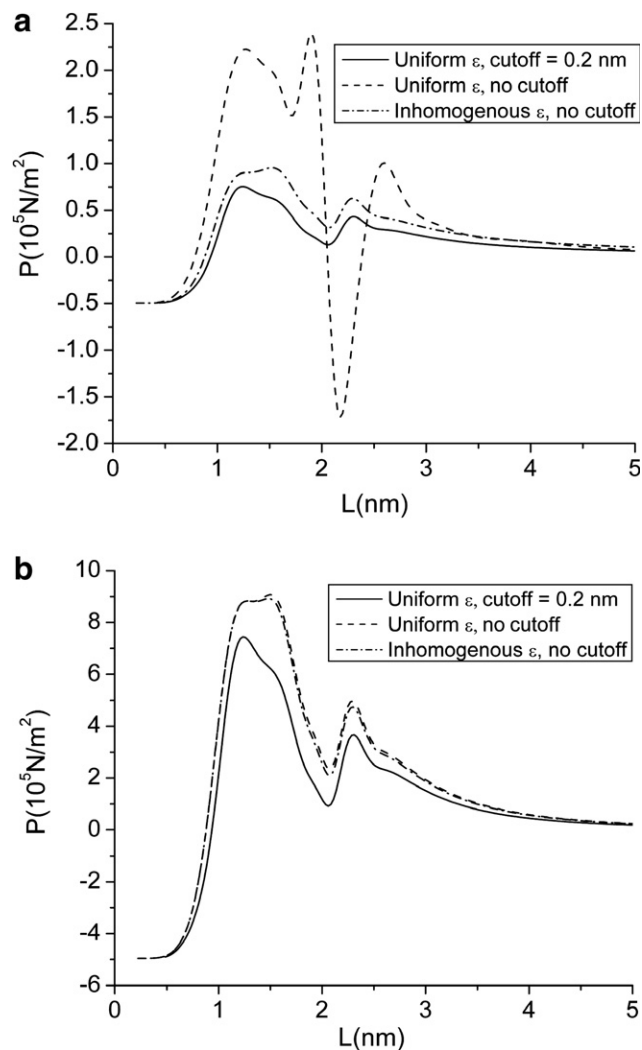 a
2.5
2.0
1.5
1.0
0.5
0.0
-0.5
-1.0
-1.5
-2.0
P(10⁵N/m²)
Uniform ε, cutoff = 0.2 nm
Uniform ε, no cutoff
Inhomogenous ε, no cutoff
0 1 2 3 4 5
L(nm)
b
10
8
6
4
2
0
-2
-4
-6
P(10⁵N/m²)
Uniform ε, cutoff = 0.2 nm
Uniform ε, no cutoff
Inhomogenous ε, no cutoff
0 1 2 3 4 5
L(nm)